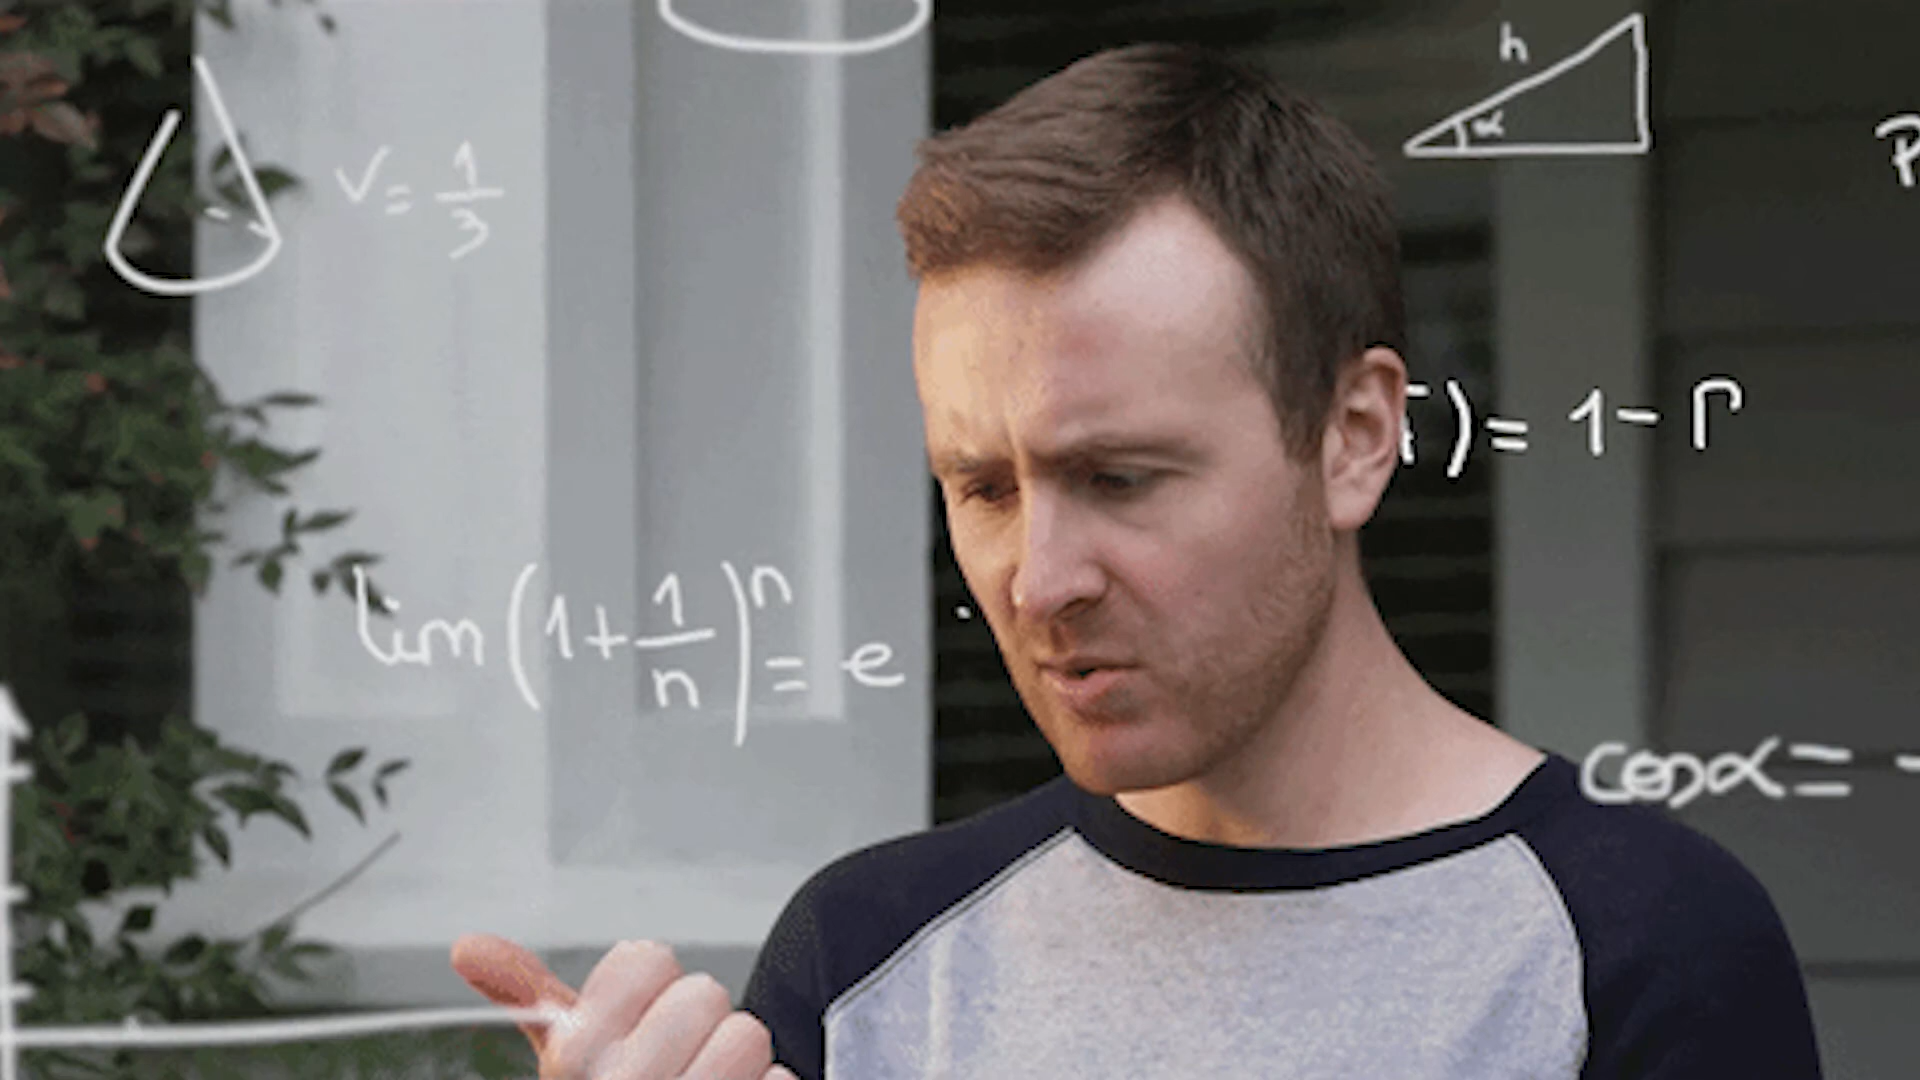 h
α
V = 1/3
P
) = 1 - r
lim (1 + 1/n)^n = e
cos α = -